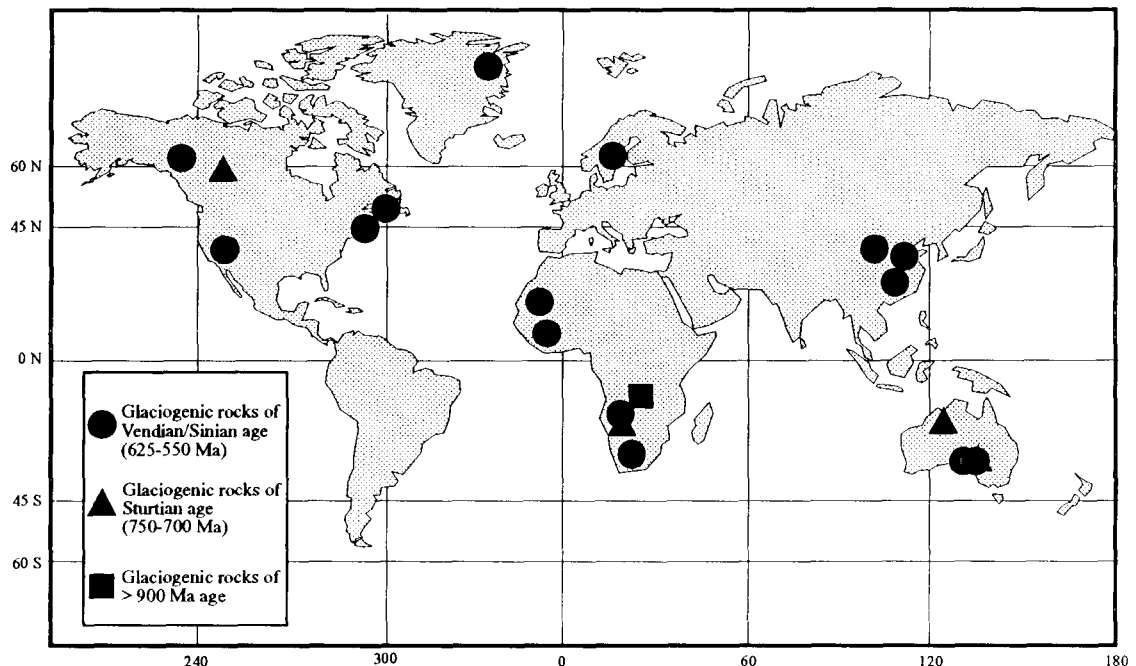 60 N
45 N
0 N
45 S
60 S
Glaciogenic rocks of
Vendian/Sinian age
(625-550 Ma)
Glaciogenic rocks of
Sturtian age
(750-700 Ma)
Glaciogenic rocks of
> 900 Ma age
240
300
0
60
120
180